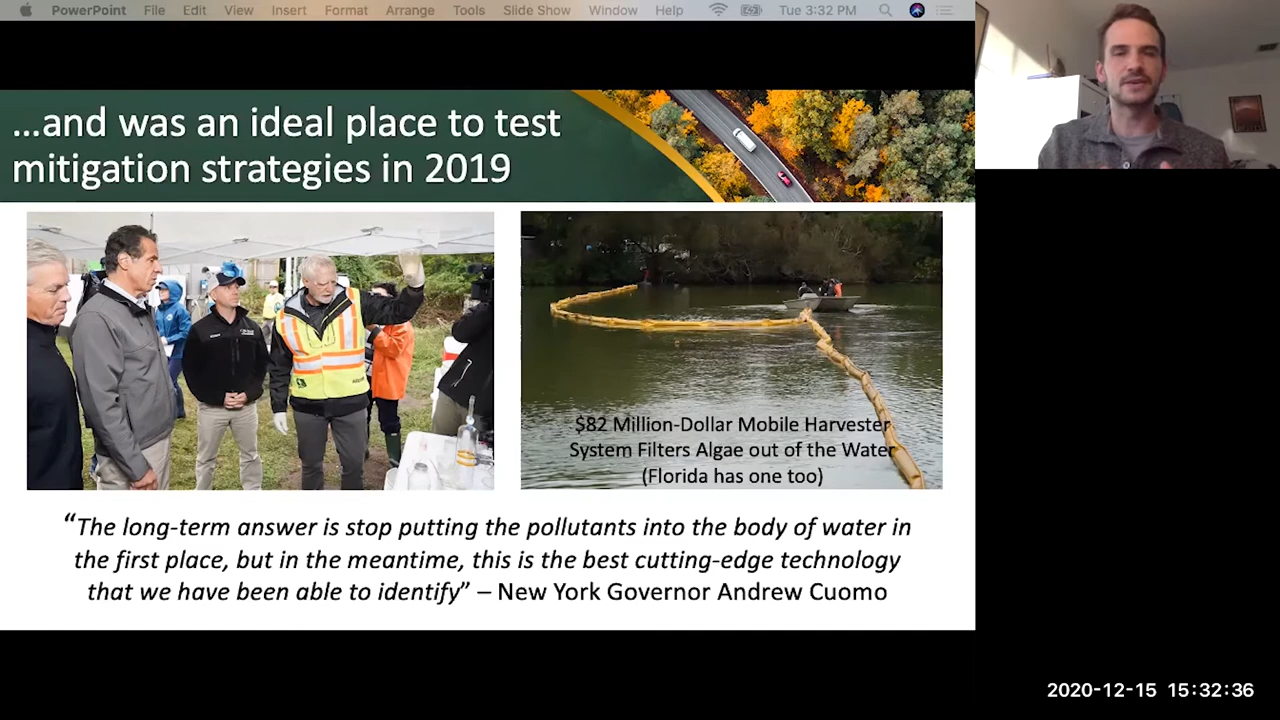 PowerPoint File Edit View Insert Format Arrange Tools Slide Show Window Help Tue 3:32 PM
…and was an ideal place to test
mitigation strategies in 2019
$82 Million-Dollar Mobile Harvester
System Filters Algae out of the Water
(Florida has one too)
“The long-term answer is stop putting the pollutants into the body of water in
the first place, but in the meantime, this is the best cutting-edge technology
that we have been able to identify” – New York Governor Andrew Cuomo
2020-12-15 15:32:36